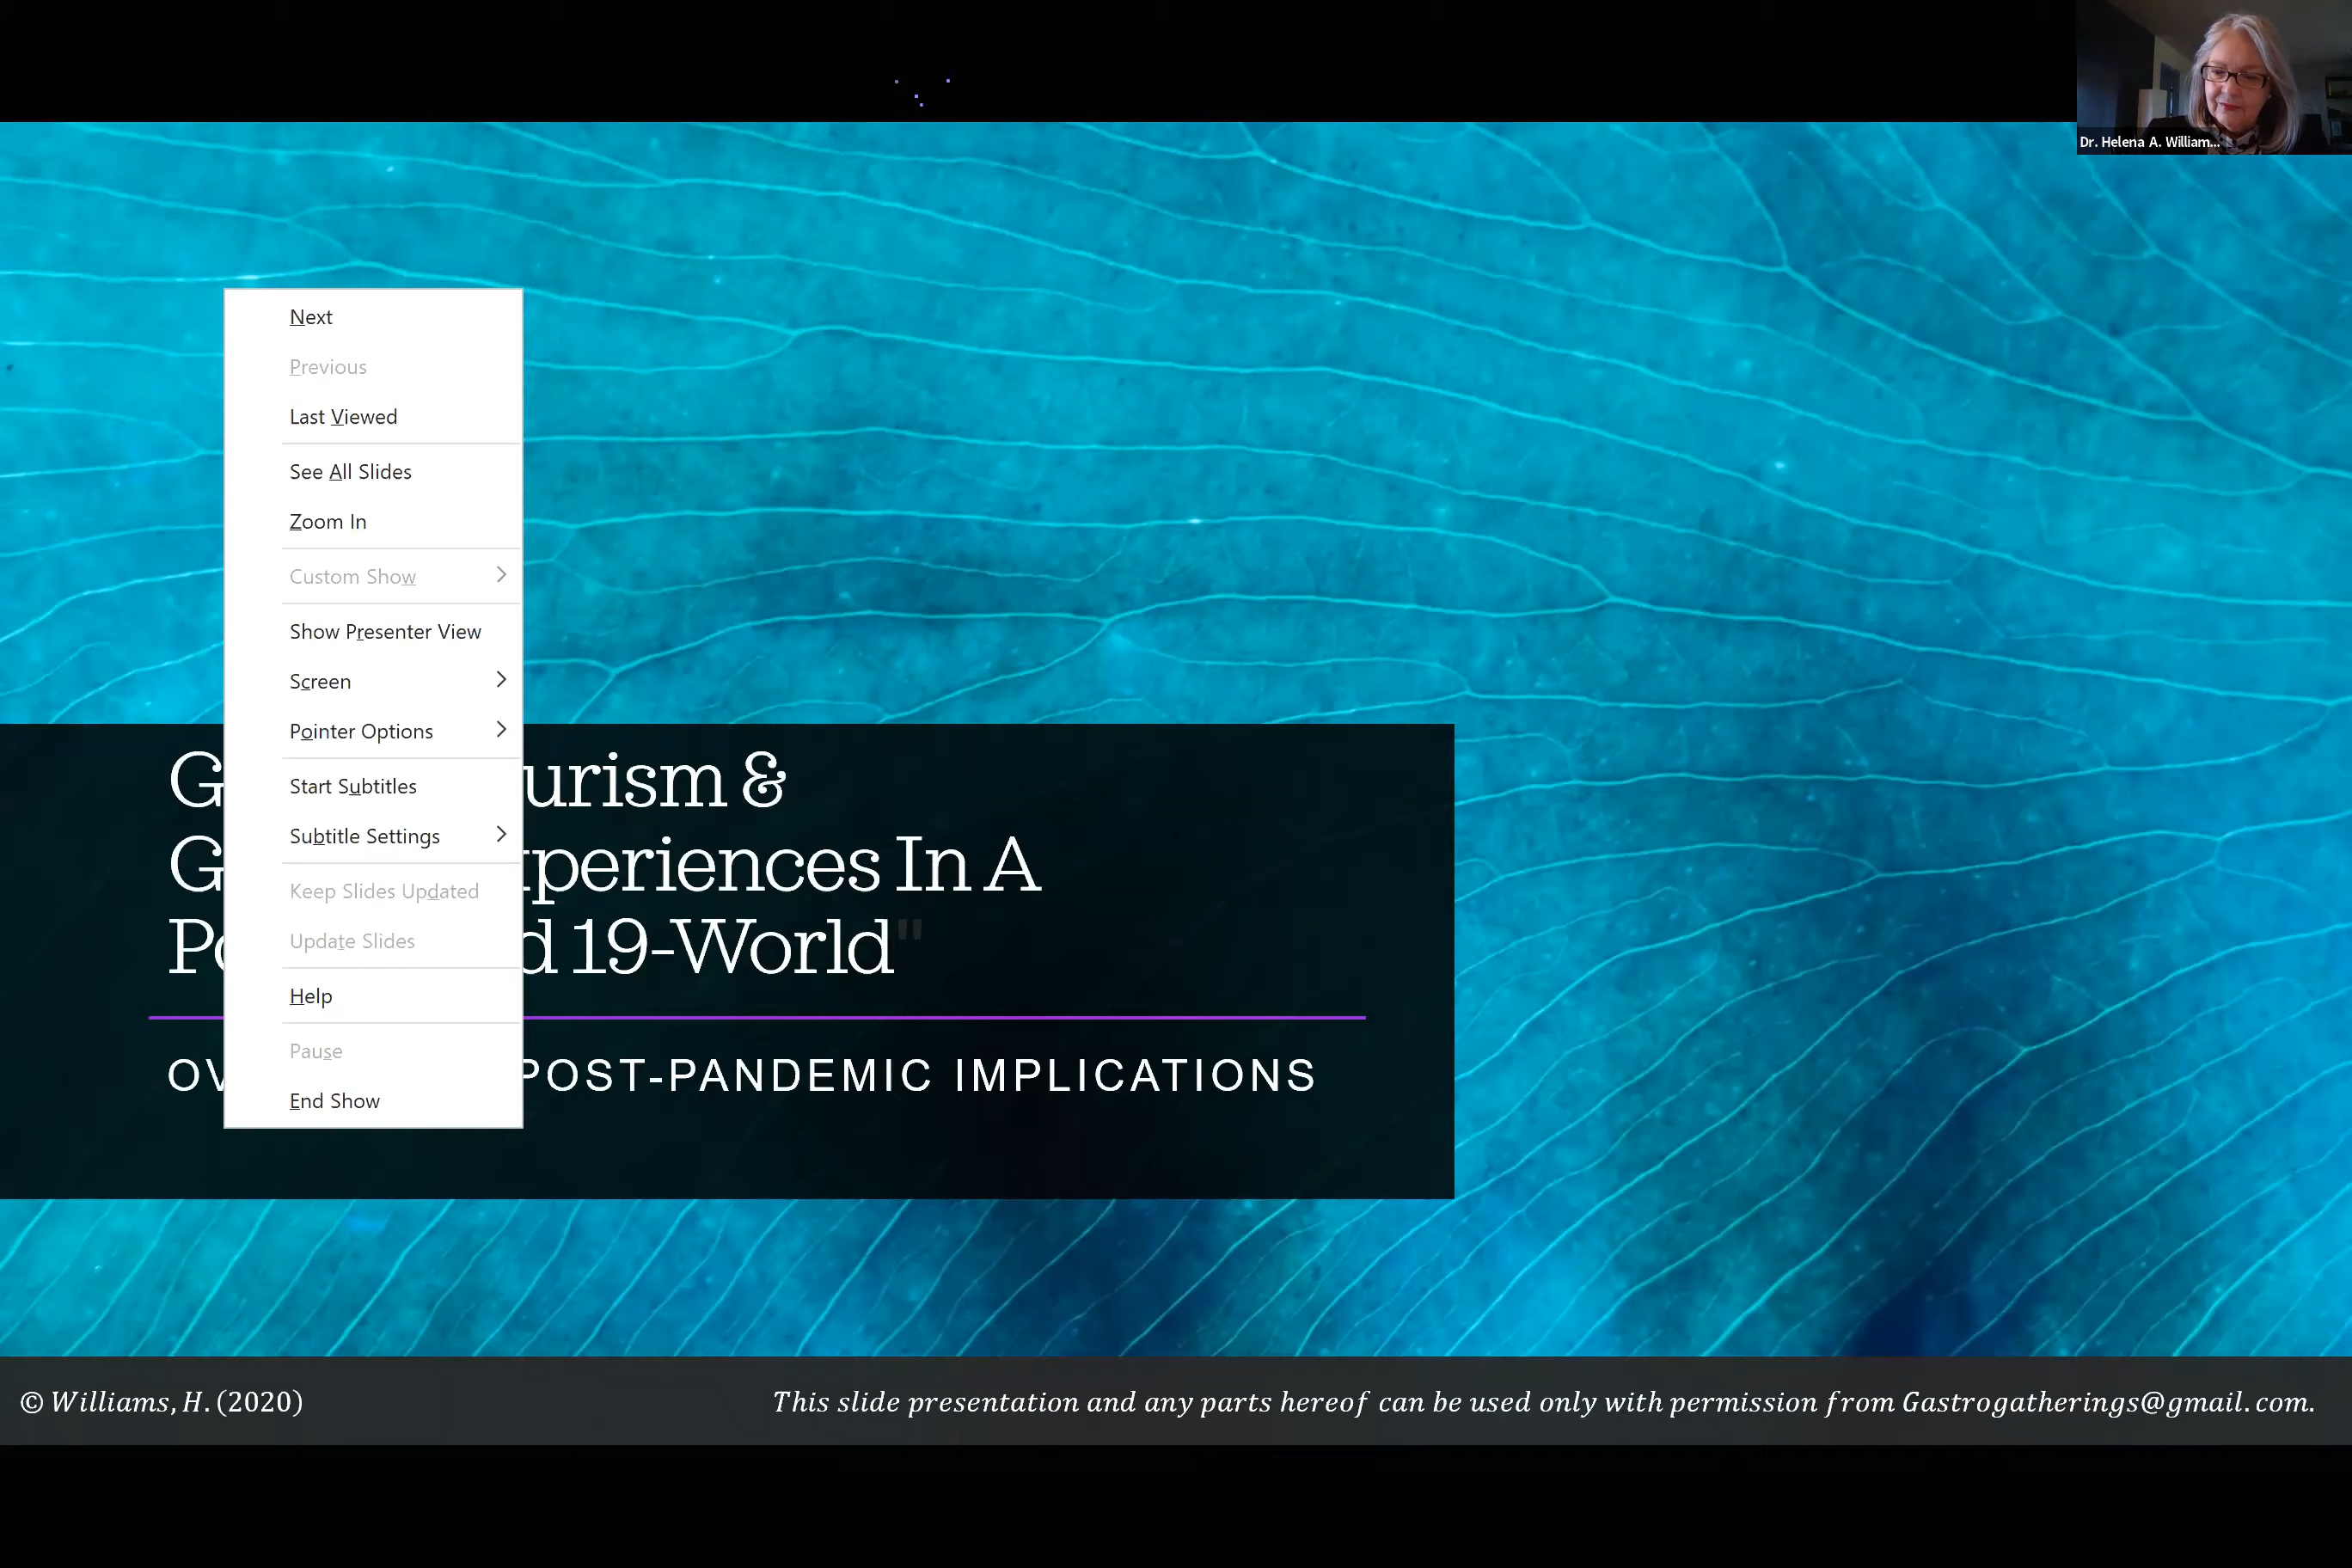 Dr. Helena A. William...
Next
Previous
Last Viewed
See All Slides
Zoom In
Custom Show
Show Presenter View
Screen
Pointer Options
Start Subtitles
Subtitle Settings
Keep Slides Updated
Update Slides
Help
Pause
End Show
&
In A
19-World"
POST-PANDEMIC IMPLICATIONS
© Williams, H. (2020)
This slide presentation and any parts hereof can be used only with permission from Gastrogatherings@gmail.com.